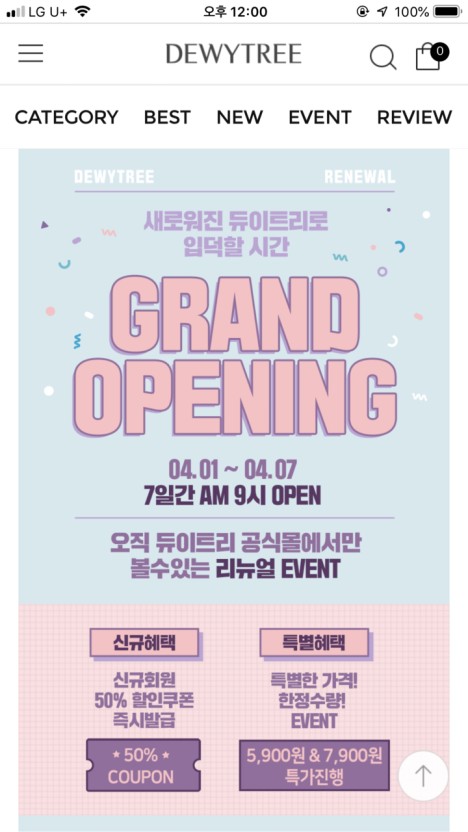 LG U+ 오후 12:00 100%
DEWYTREE 0
CATEGORY BEST NEW EVENT REVIEW
DEWYTREE RENEWAL
새로워진 듀이트리로
입덕할 시간
GRAND
OPENING
04.01 ~ 04.07
7일간 AM 9시 OPEN
오직 듀이트리 공식몰에서만
볼수있는 리뉴얼 EVENT
신규혜택
신규회원
50% 할인쿠폰
즉시발급
* 50% *
COUPON
특별혜택
특별한 가격!
한정수량!
EVENT
5,900원 & 7,900원
특가진행